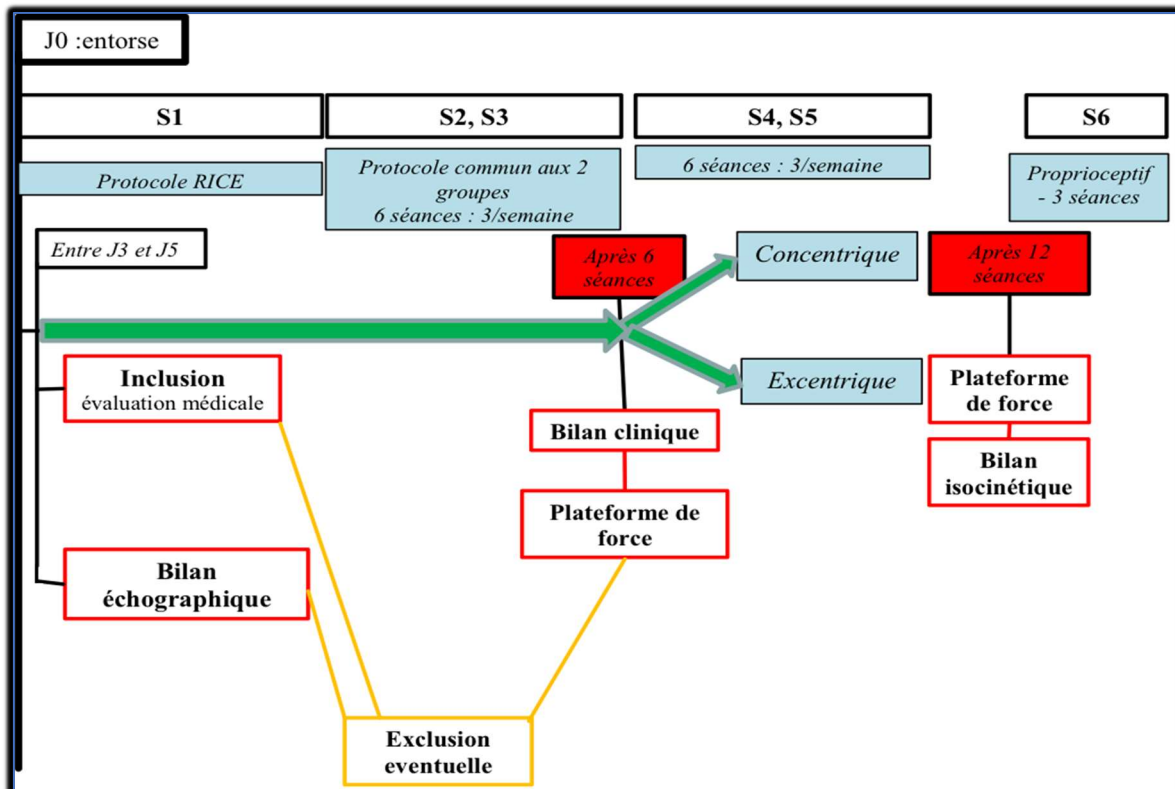 J0 :entorse
S1
S2, S3
S4, S5
S6
Protocole RICE
Protocole commun aux 2
groupes
6 séances : 3/semaine
6 séances : 3/semaine
Proprioceptif
- 3 séances
Entre J3 et J5
Après 6
séances
Concentrique
Après 12
séances
Inclusion
évaluation médicale
Excentrique
Plateforme
de force
Bilan clinique
Bilan
isocinétique
Plateforme de
force
Bilan
échographique
Exclusion
eventuelle